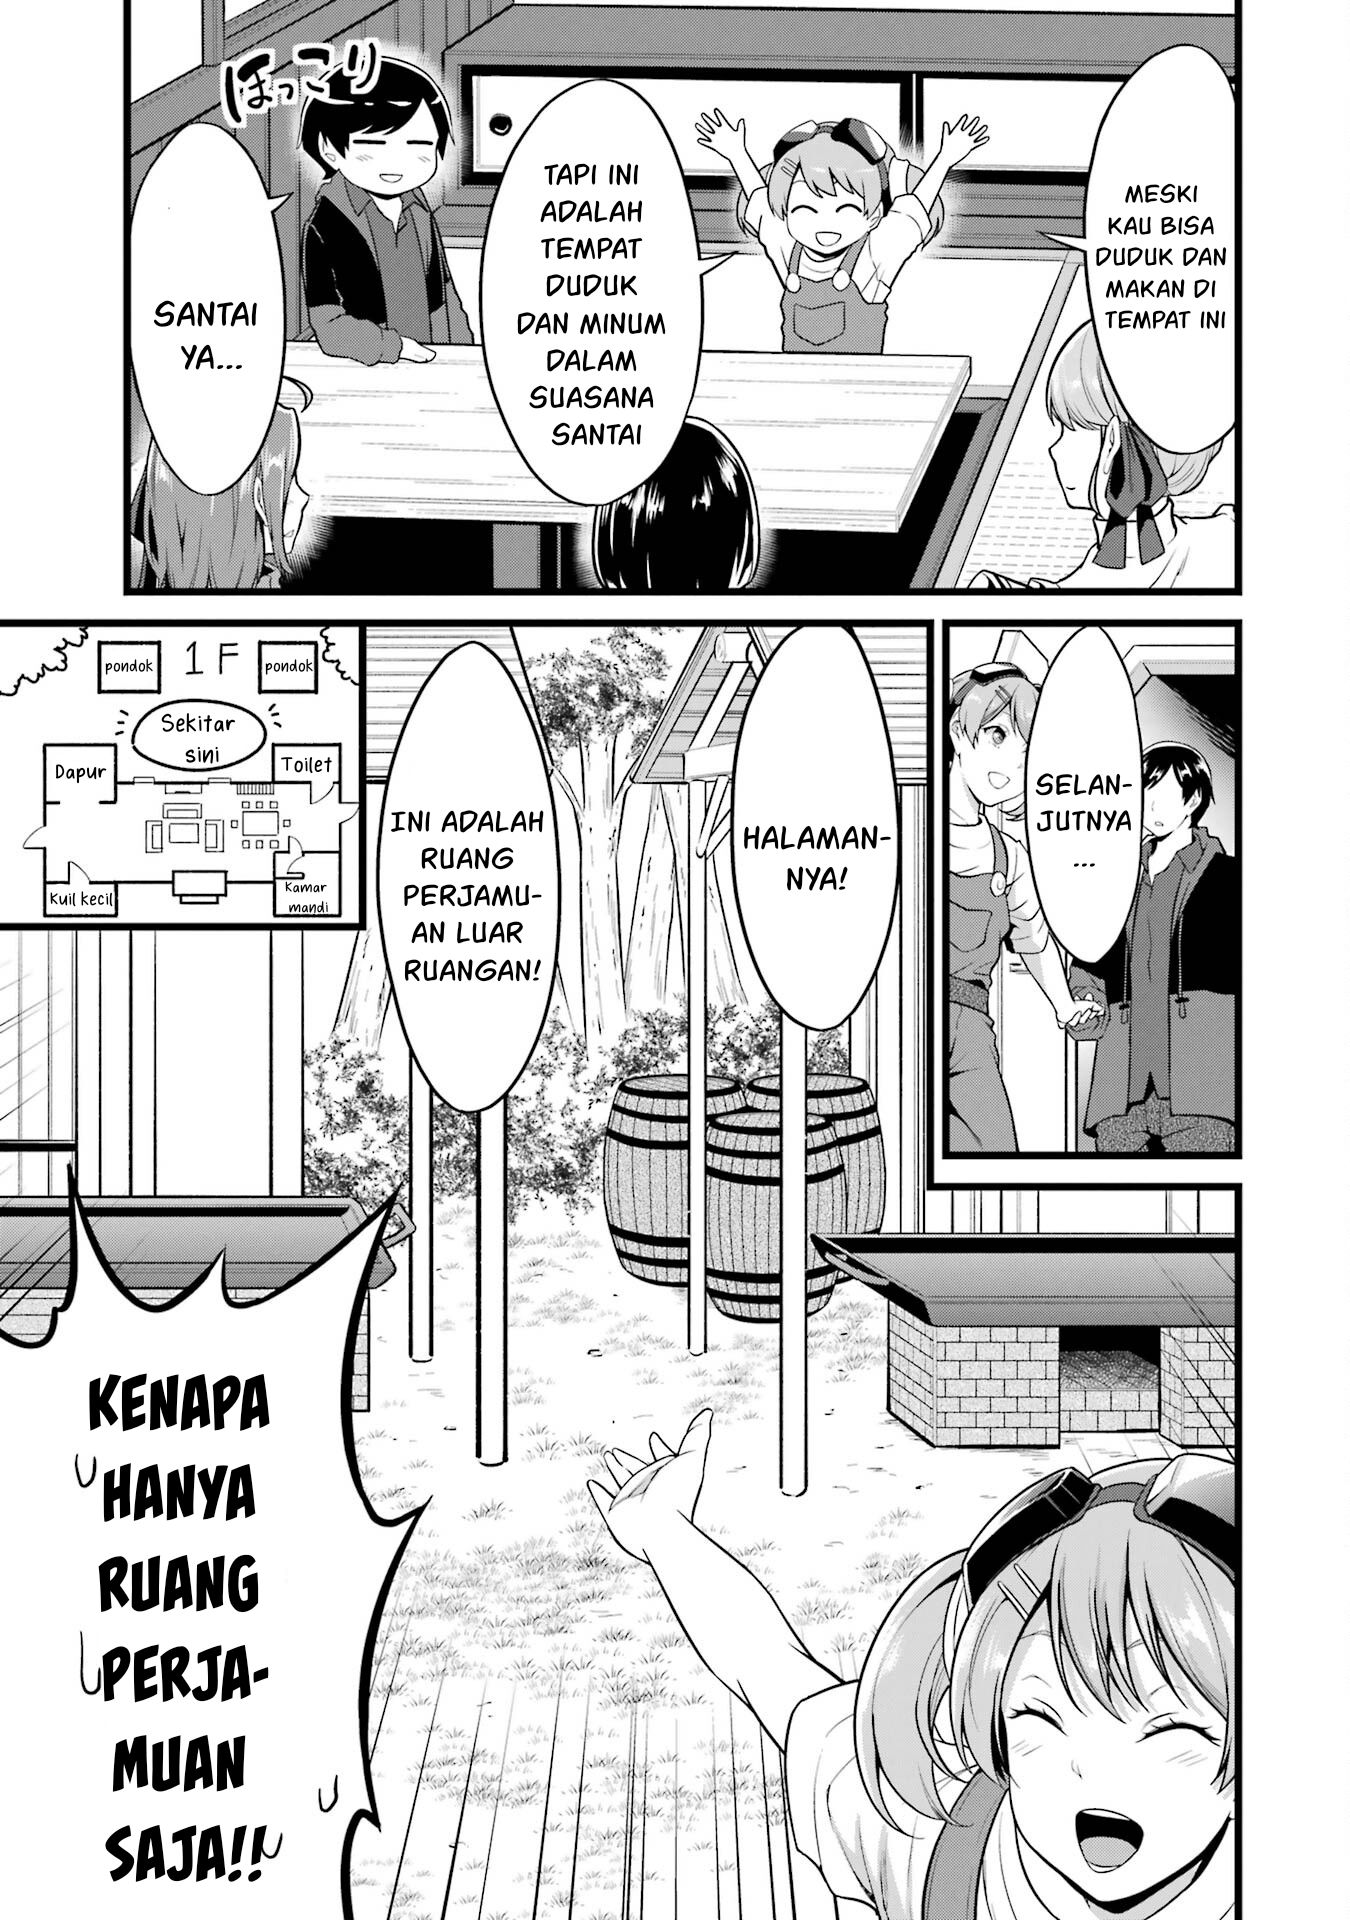 MESKI
KAU BISA
DUDUK DAN
MAKAN DI
TEMPAT INI
TAPI INI
ADALAH
TEMPAT
DUDUK
DAN MINUM
DALAM
SUASANA
SANTAI
ほっこり
SANTAI
YA...
SELAN-
JUTNYA
...
HALAMAN-
NYA!
INI ADALAH
RUANG
PERJAMU-
AN LUAR
RUANGAN!
pondok
1F
pondok
Sekitar
sini
Dapur
Toilet
Kuil kecil
Kamar
mandi
KENAPA
HANYA
RUANG
PERJA-
MUAN
SAJA!!